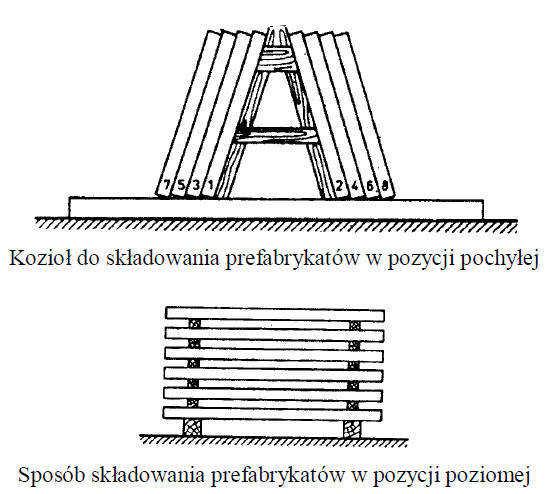 7 5 3 1 2 4 6 8
Kozioł do składowania prefabrykatów w pozycji pochyłej
Sposób składowania prefabrykatów w pozycji poziomej